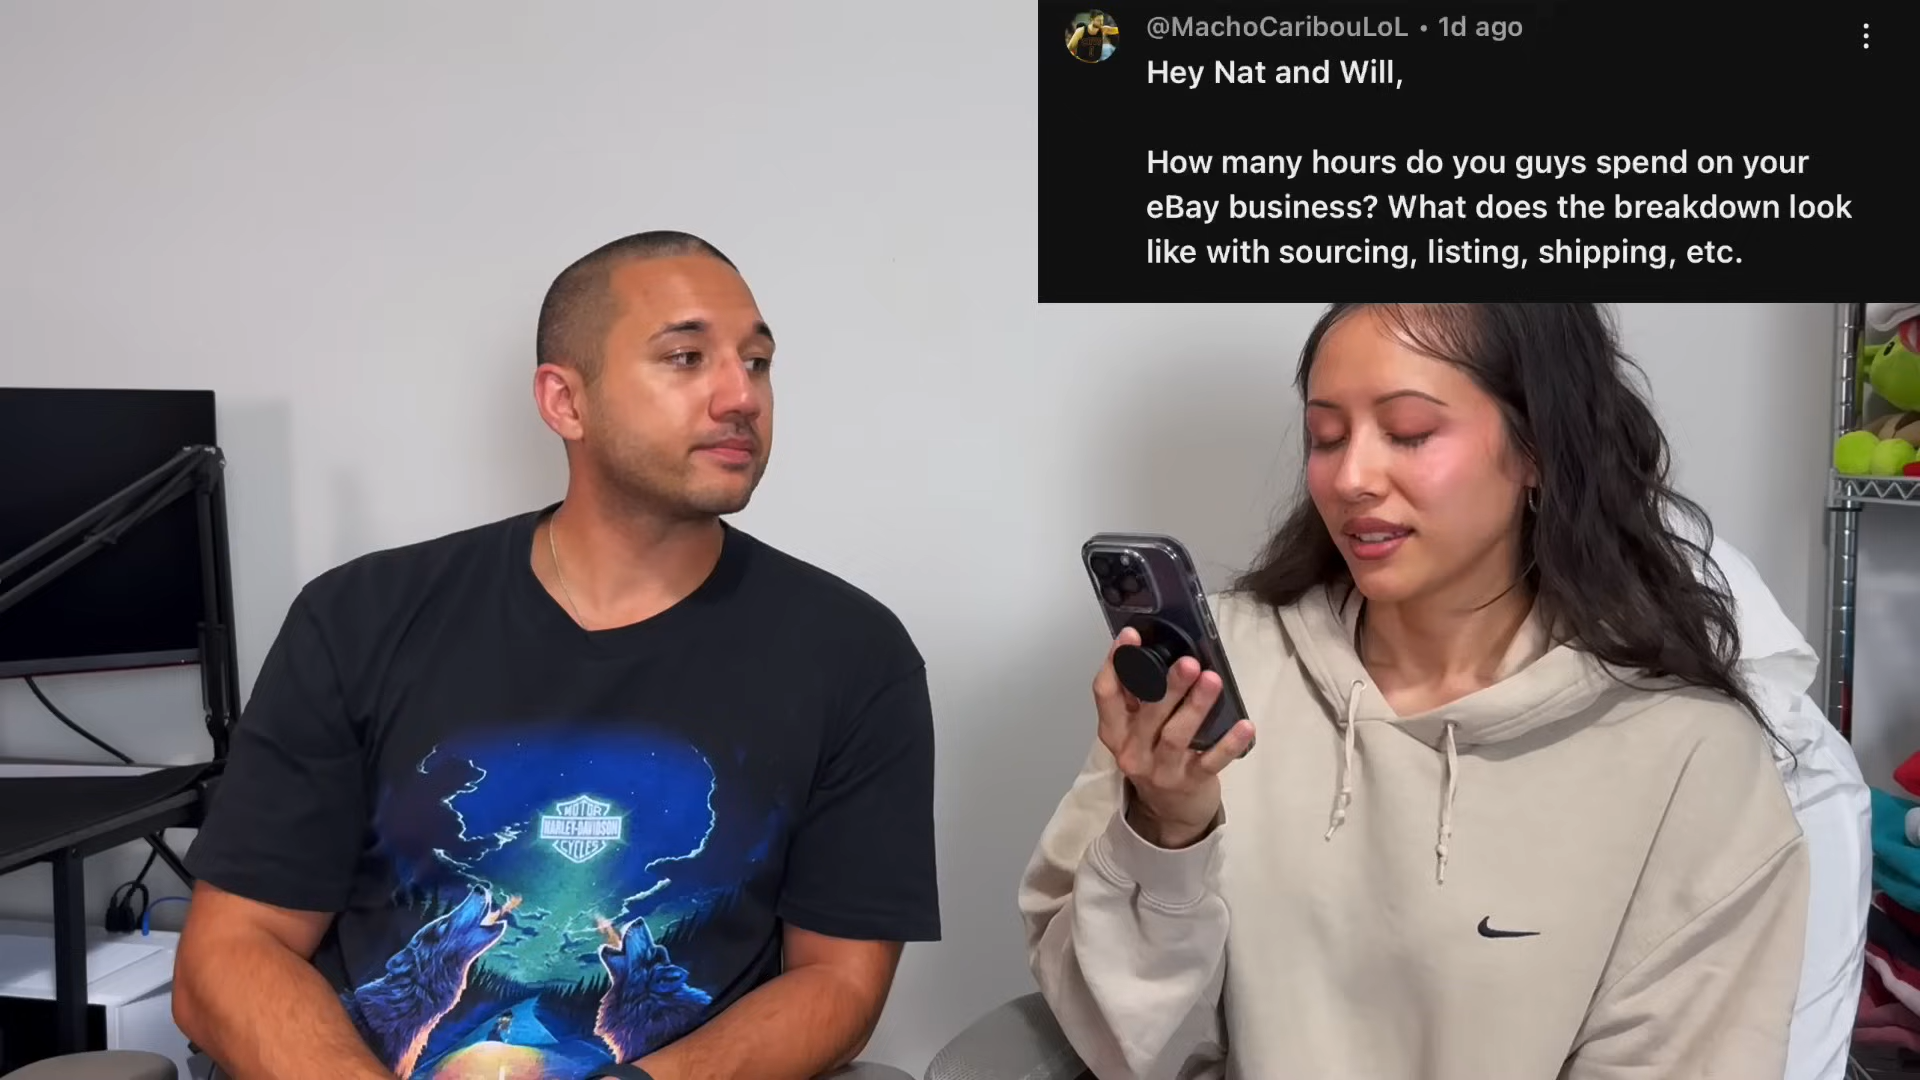 @MachoCaribouLoL • 1d ago
Hey Nat and Will,
How many hours do you guys spend on your
eBay business? What does the breakdown look
like with sourcing, listing, shipping, etc.
MOTOR
HARLEY-DAVIDSON
CYCLES